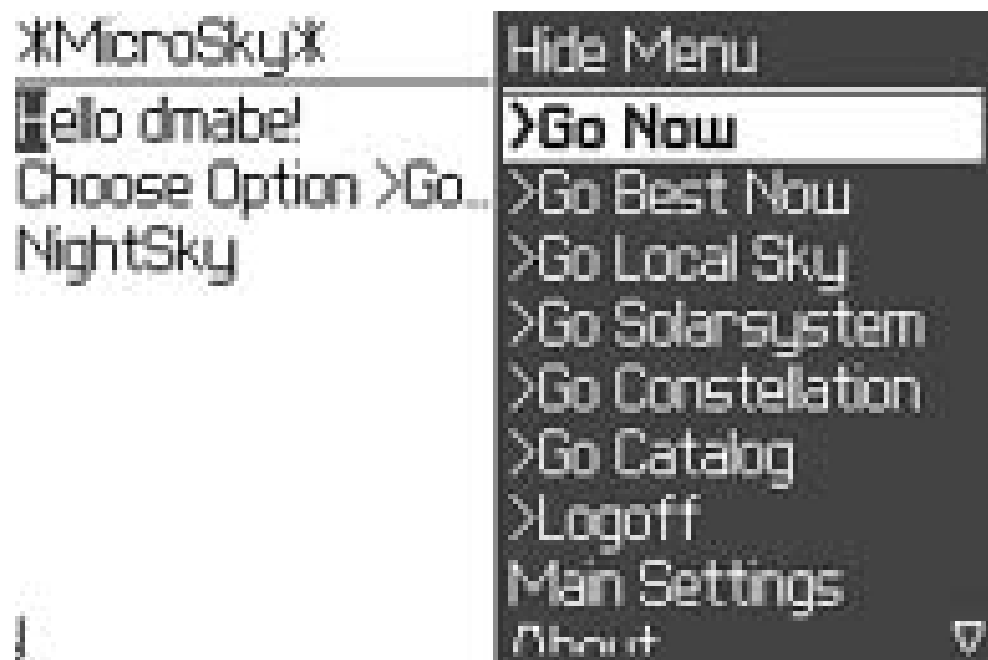 *MicroSky*
Hello dmabe!
Choose Option >Go..
NightSky
Hide Menu
>Go Now
>Go Best Now
>Go Local Sky
>Go Solarsystem
>Go Constellation
>Go Catalog
>Logoff
Main Settings
About